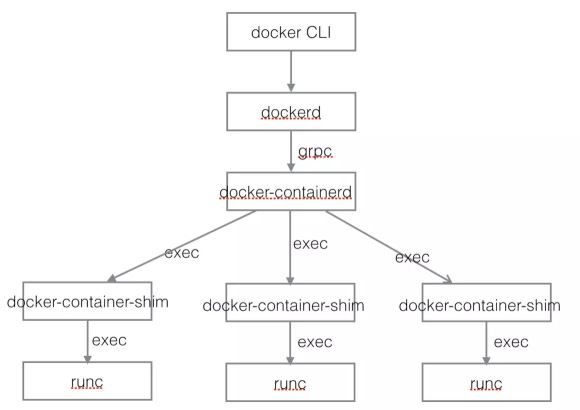 docker CLI
dockerd
grpc
docker-containerd
exec
exec
exec
docker-container-shim
docker-container-shim
docker-container-shim
exec
exec
exec
runc
runc
runc